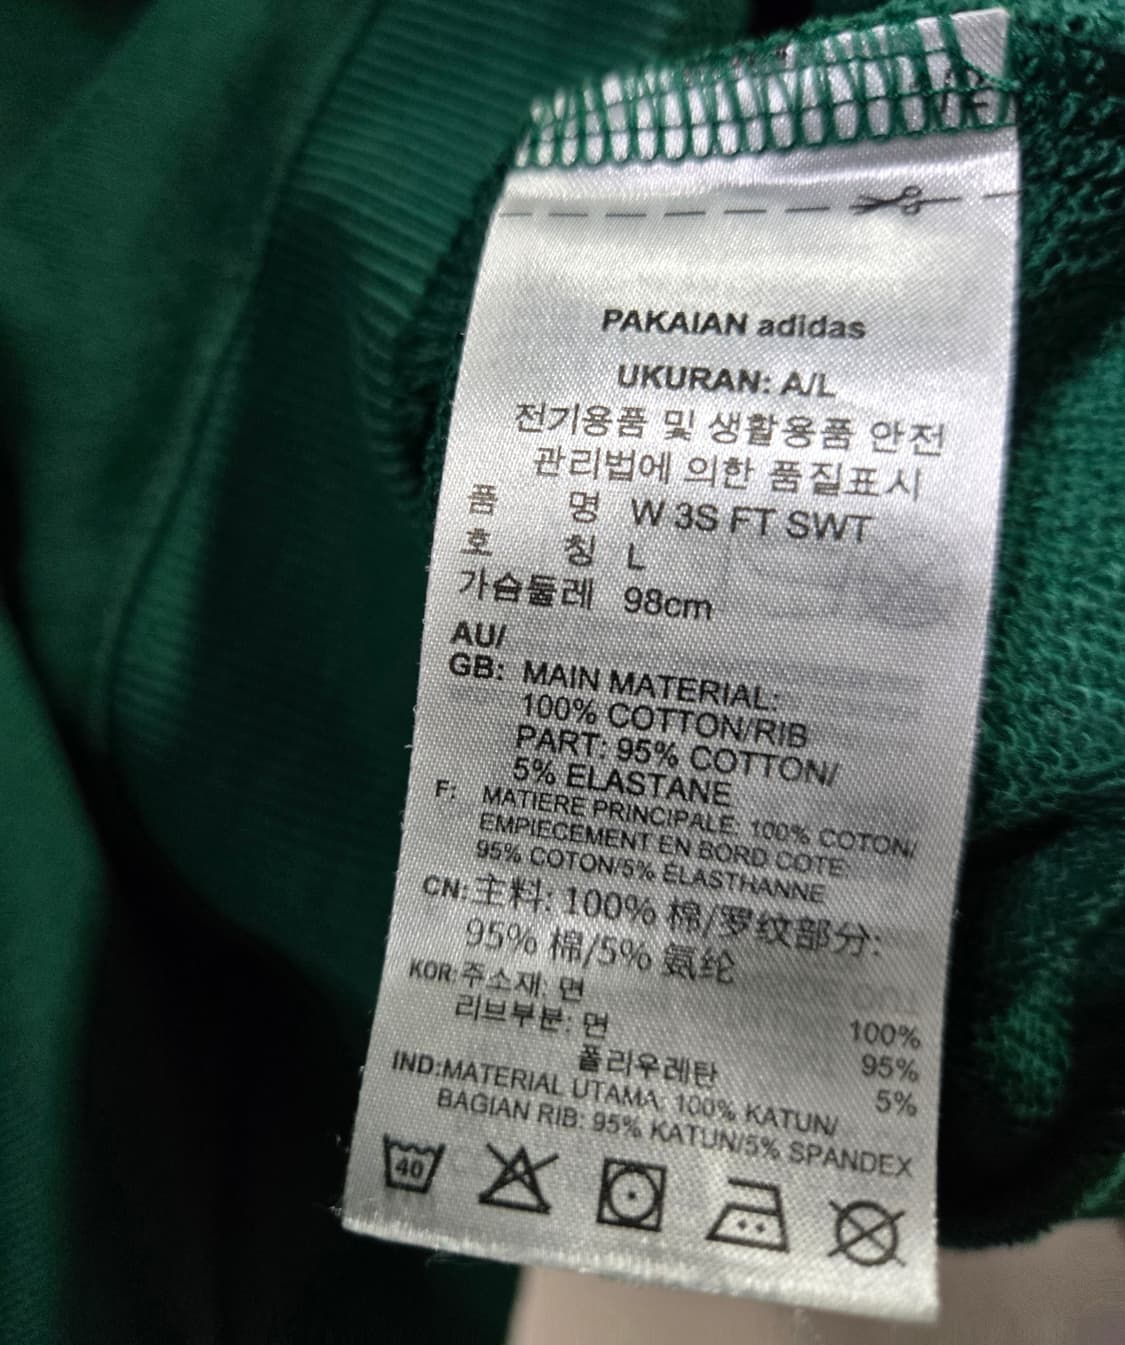 PAKAIAN adidas
UKURAN: A/L
전기용품 및 생활용품 안전
관리법에 의한 품질표시
품 명 W 3S FT SWT
호 칭 L
가슴둘레 98cm
AU/
GB: MAIN MATERIAL:
100% COTTON/RIB
PART: 95% COTTON/
5% ELASTANE
F: MATIERE PRINCIPALE: 100% COTON/
EMPIECEMENT EN BORD COTE:
95% COTON/5% ELASTHANNE
CN: 主料: 100% 棉/罗纹部分:
95% 棉/5% 氨纶
KOR: 주소재: 면 100%
리브부분: 면 95%
폴리우레탄 5%
IND: MATERIAL UTAMA: 100% KATUN/
BAGIAN RIB: 95% KATUN/5% SPANDEX
40